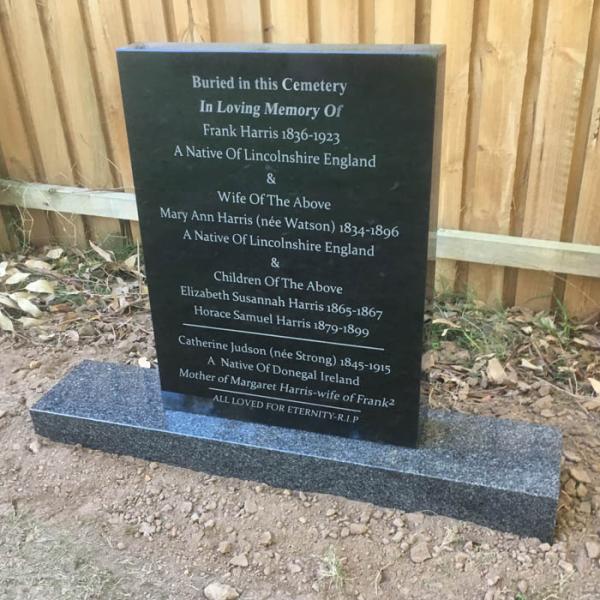 Buried in this Cemetery
In Loving Memory Of
Frank Harris 1836-1923
A Native Of Lincolnshire England
&
Wife Of The Above
Mary Ann Harris (née Watson) 1834-1896
A Native Of Lincolnshire England
&
Children Of The Above
Elizabeth Susannah Harris 1865-1867
Horace Samuel Harris 1879-1899
Catherine Judson (née Strong) 1845-1915
A Native Of Donegal Ireland
Mother of Margaret Harris-wife of Frank²
ALL LOVED FOR ETERNITY-R.I.P